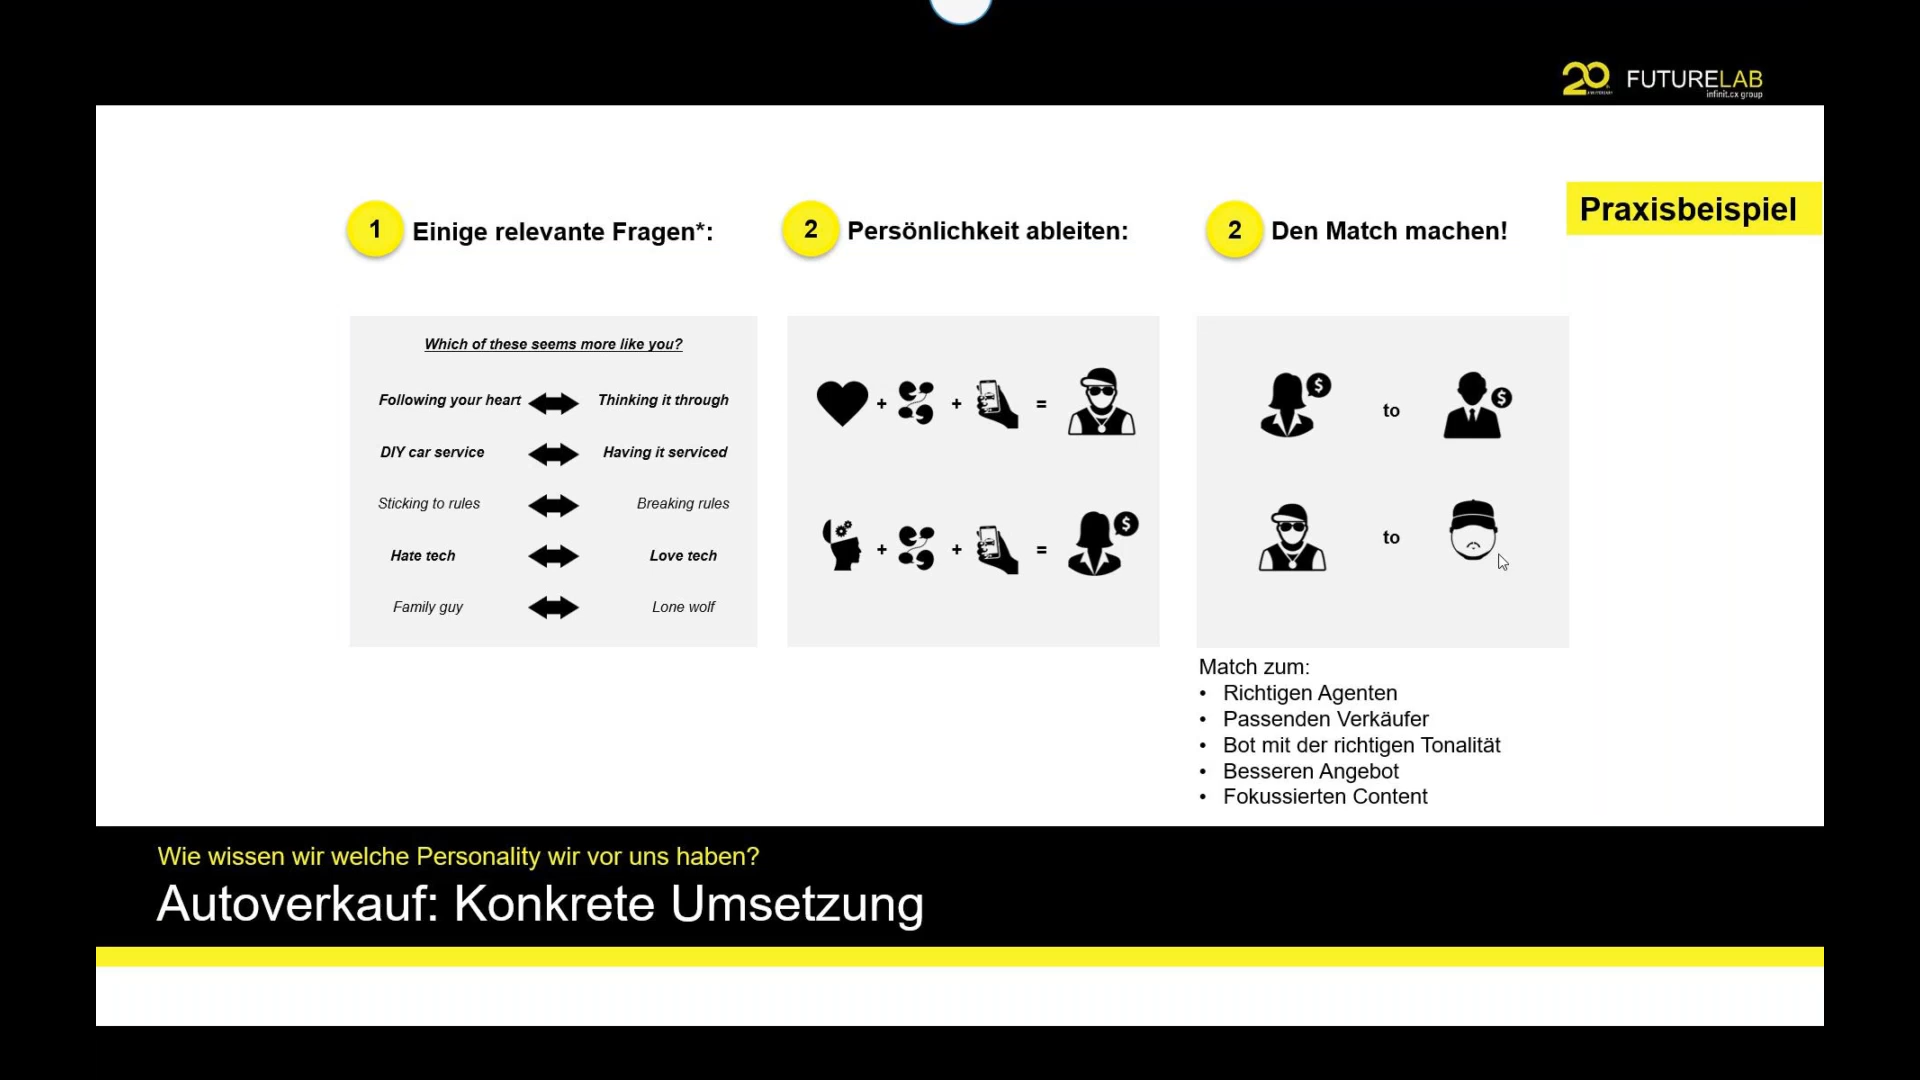 20 FUTURELAB
infinit.cx group
Praxisbeispiel
1 Einige relevante Fragen*:
Which of these seems more like you?
Following your heart Thinking it through
DIY car service Having it serviced
Sticking to rules Breaking rules
Hate tech Love tech
Family guy Lone wolf
2 Persönlichkeit ableiten:
+ + =
$
+ + =
2 Den Match machen!
$ to $
to
Match zum:
• Richtigen Agenten
• Passenden Verkäufer
• Bot mit der richtigen Tonalität
• Besseren Angebot
• Fokussierten Content
Wie wissen wir welche Personality wir vor uns haben?
Autoverkauf: Konkrete Umsetzung